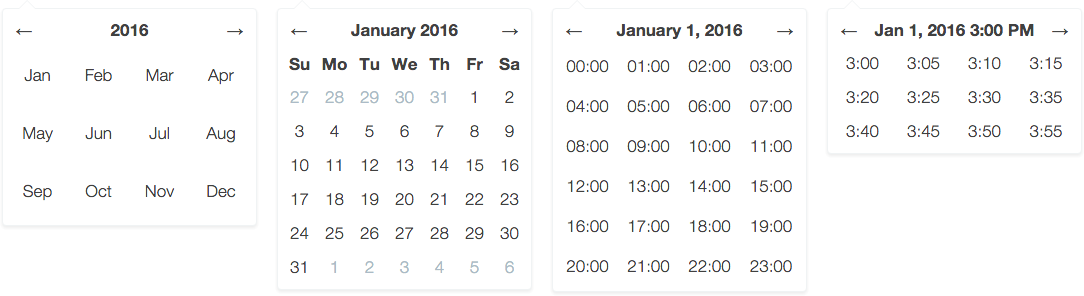 ← 2016 →
Jan Feb Mar Apr
May Jun Jul Aug
Sep Oct Nov Dec
← January 2016 →
Su Mo Tu We Th Fr Sa
27 28 29 30 31 1 2
3 4 5 6 7 8 9
10 11 12 13 14 15 16
17 18 19 20 21 22 23
24 25 26 27 28 29 30
31 1 2 3 4 5 6
← January 1, 2016 →
00:00 01:00 02:00 03:00
04:00 05:00 06:00 07:00
08:00 09:00 10:00 11:00
12:00 13:00 14:00 15:00
16:00 17:00 18:00 19:00
20:00 21:00 22:00 23:00
← Jan 1, 2016 3:00 PM →
3:00 3:05 3:10 3:15
3:20 3:25 3:30 3:35
3:40 3:45 3:50 3:55